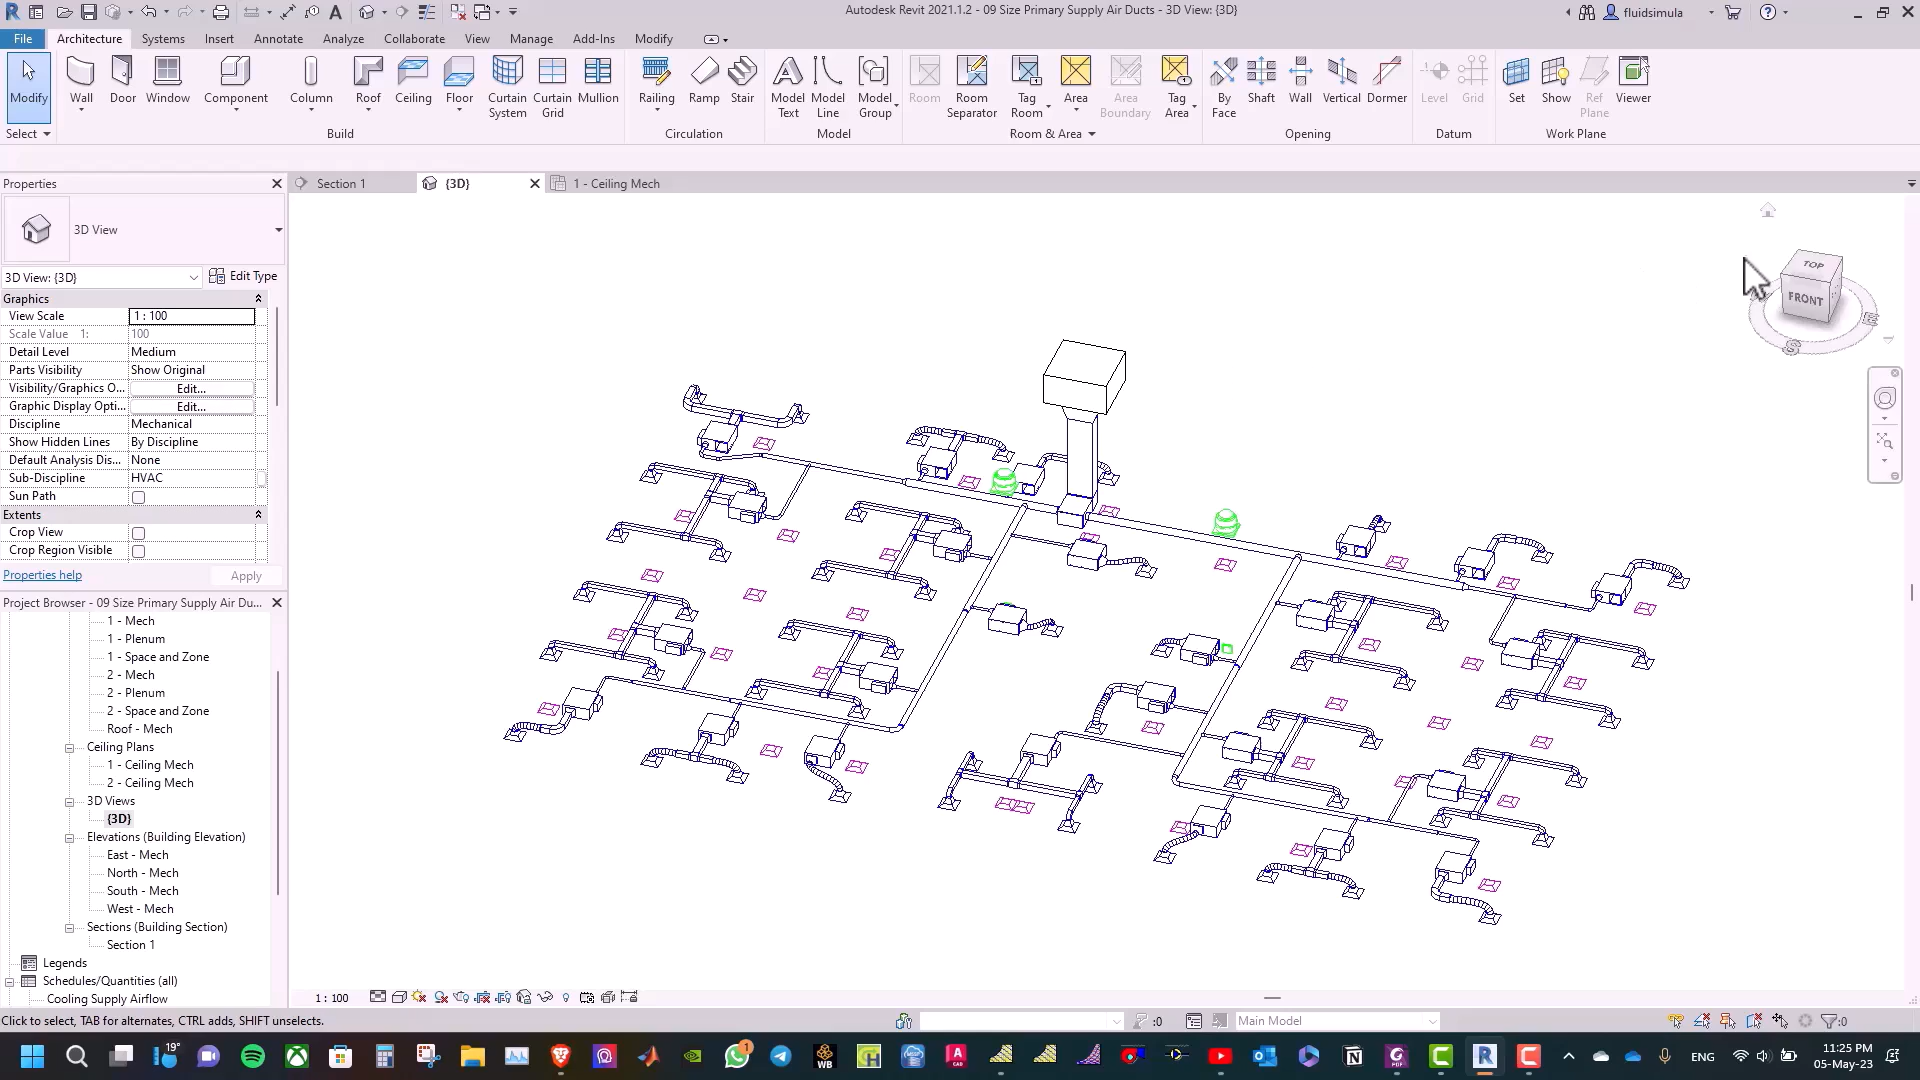 Autodesk Revit 2021.1.2 - 09 Size Primary Supply Air Ducts - 3D View: {3D}
fluidsimula
File Architecture Systems Insert Annotate Analyze Collaborate View Manage Add-Ins Modify
Modify Wall Door Window Component Column Roof Ceiling Floor Curtain System Curtain Grid Mullion Railing Ramp Stair Model Text Model Line Model Group Room Room Separator Tag Room Area Area Boundary Tag Area By Face Shaft Wall Vertical Dormer Level Grid Set Show Ref Plane Viewer
Select Build Circulation Model Room & Area Opening Datum Work Plane
Properties
Section 1 {3D} 1 - Ceiling Mech
3D View
3D View: {3D} Edit Type
Graphics
View Scale 1 : 100
Scale Value 1: 100
Detail Level Medium
Parts Visibility Show Original
Visibility/Graphics O... Edit...
Graphic Display Opti... Edit...
Discipline Mechanical
Show Hidden Lines By Discipline
Default Analysis Dis... None
Sub-Discipline HVAC
Sun Path
Extents
Crop View
Crop Region Visible
Properties help Apply
Project Browser - 09 Size Primary Supply Air Du...
1 - Mech
1 - Plenum
1 - Space and Zone
2 - Mech
2 - Plenum
2 - Space and Zone
Roof - Mech
Ceiling Plans
1 - Ceiling Mech
2 - Ceiling Mech
3D Views
{3D}
Elevations (Building Elevation)
East - Mech
North - Mech
South - Mech
West - Mech
Sections (Building Section)
Section 1
Legends
Schedules/Quantities (all)
Cooling Supply Airflow
TOP
FRONT
E
S
1 : 100
Click to select, TAB for alternates, CTRL adds, SHIFT unselects.
:0
Main Model
:0
19°
1
WB
CAD
ENG
11:25 PM
05-May-23